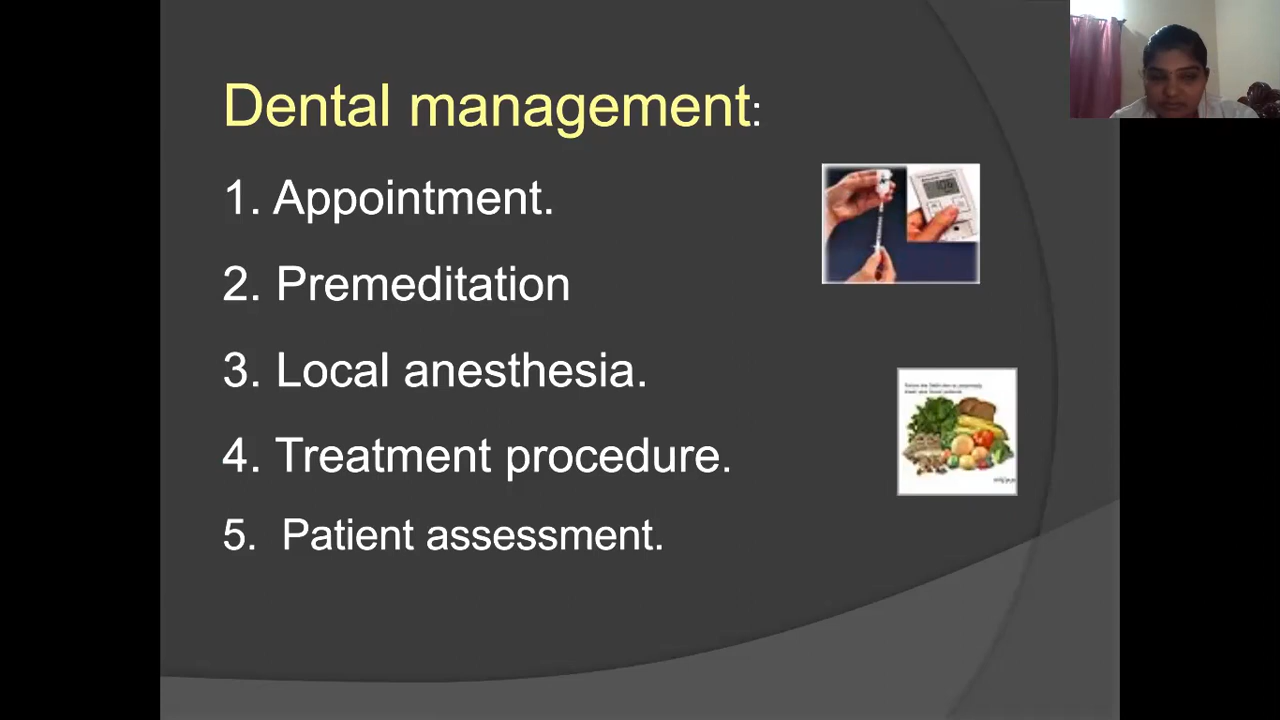 Dental management:
1. Appointment.
2. Premeditation
3. Local anesthesia.
4. Treatment procedure.
5. Patient assessment.